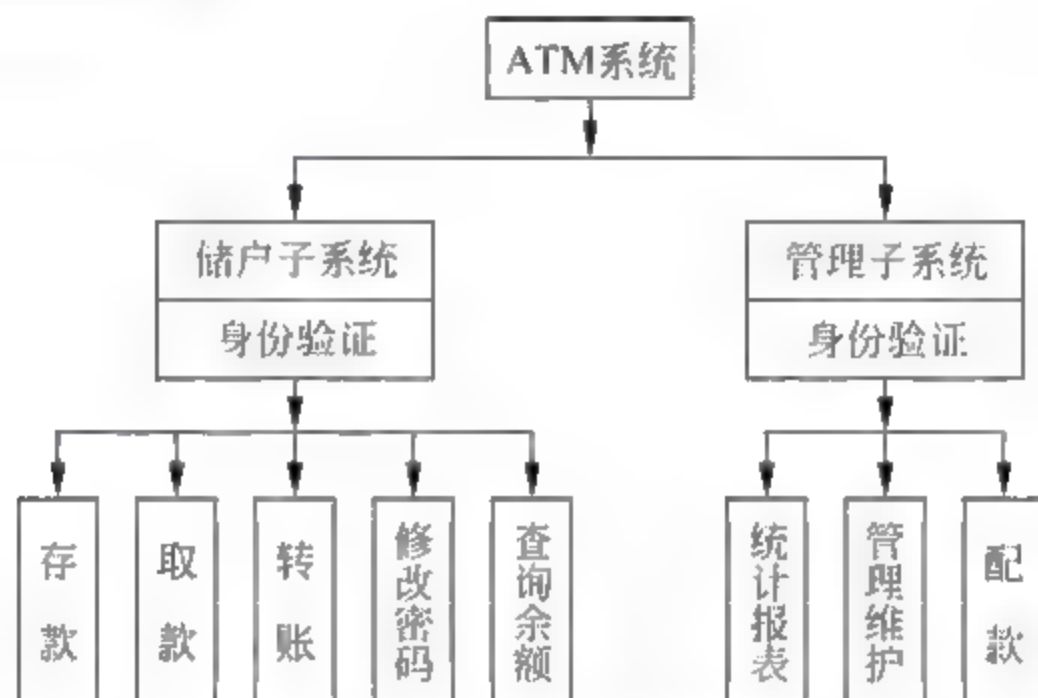 ATM系统
储户子系统
身份验证
管理子系统
身份验证
存款
取款
转账
修改密码
查询余额
统计报表
管理维护
配款